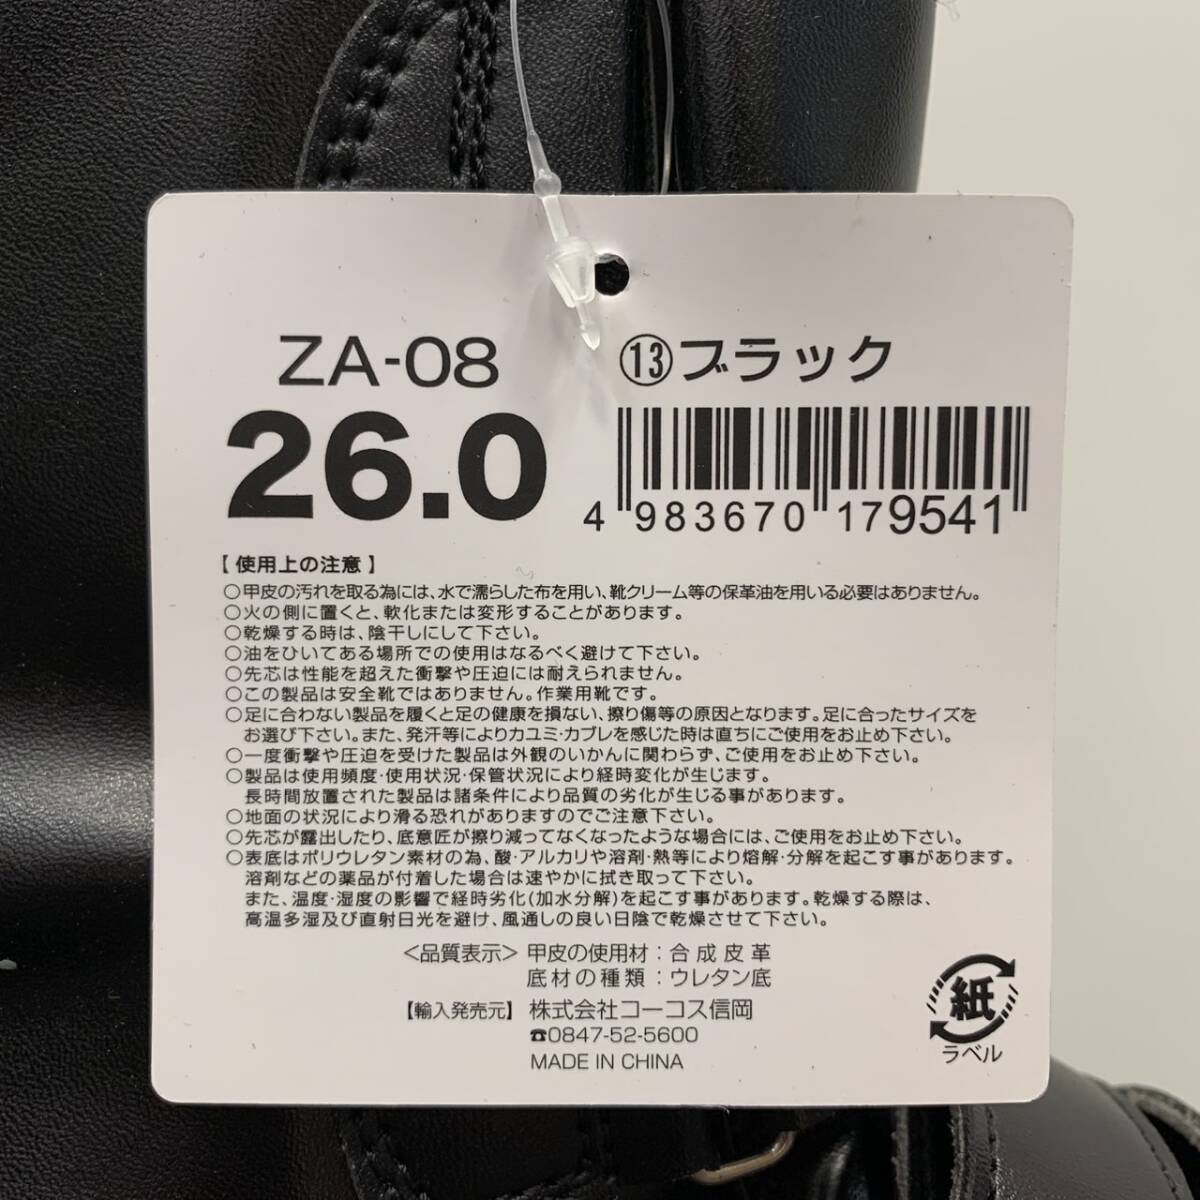 ZA-08
⑬ブラック
26.0
4 983670 179541
【使用上の注意】
○甲皮の汚れを取る為には、水で濡らした布を用い、靴クリーム等の保革油を用いる必要はありません。
○火の側に置くと、軟化または変形することがあります。
○乾燥する時は、陰干しにして下さい。
○油をひいてある場所での使用はなるべく避けて下さい。
○先芯は性能を超えた衝撃や圧迫には耐えられません。
○この製品は安全靴ではありません。作業用靴です。
○足に合わない製品を履くと足の健康を損ない、擦り傷等の原因となります。足に合ったサイズを
お選び下さい。また、発汗等によりカユミ・カブレを感じた時は直ちにご使用をお止め下さい。
○一度衝撃や圧迫を受けた製品は外観のいかんに関わらず、ご使用をお止め下さい。
○製品は使用頻度・使用状況・保管状況により経時変化が生じます。
長時間放置された製品は諸条件により品質の劣化が生じる事があります。
○地面の状況により滑る恐れがありますのでご注意下さい。
○先芯が露出したり、底意匠が擦り減ってなくなったような場合には、ご使用をお止め下さい。
○表底はポリウレタン素材の為、酸・アルカリや溶剤・熱等により熔解・分解を起こす事があります。
溶剤などの薬品が付着した場合は速やかに拭き取って下さい。
また、温度・湿度の影響で経時劣化(加水分解)を起こす事があります。乾燥する際は、
高温多湿及び直射日光を避け、風通しの良い日陰で乾燥させて下さい。
＜品質表示＞ 甲皮の使用材：合成皮革
底材の種類：ウレタン底
【輸入発売元】 株式会社コーコス信岡
☎0847-52-5600
MADE IN CHINA
紙
ラベル